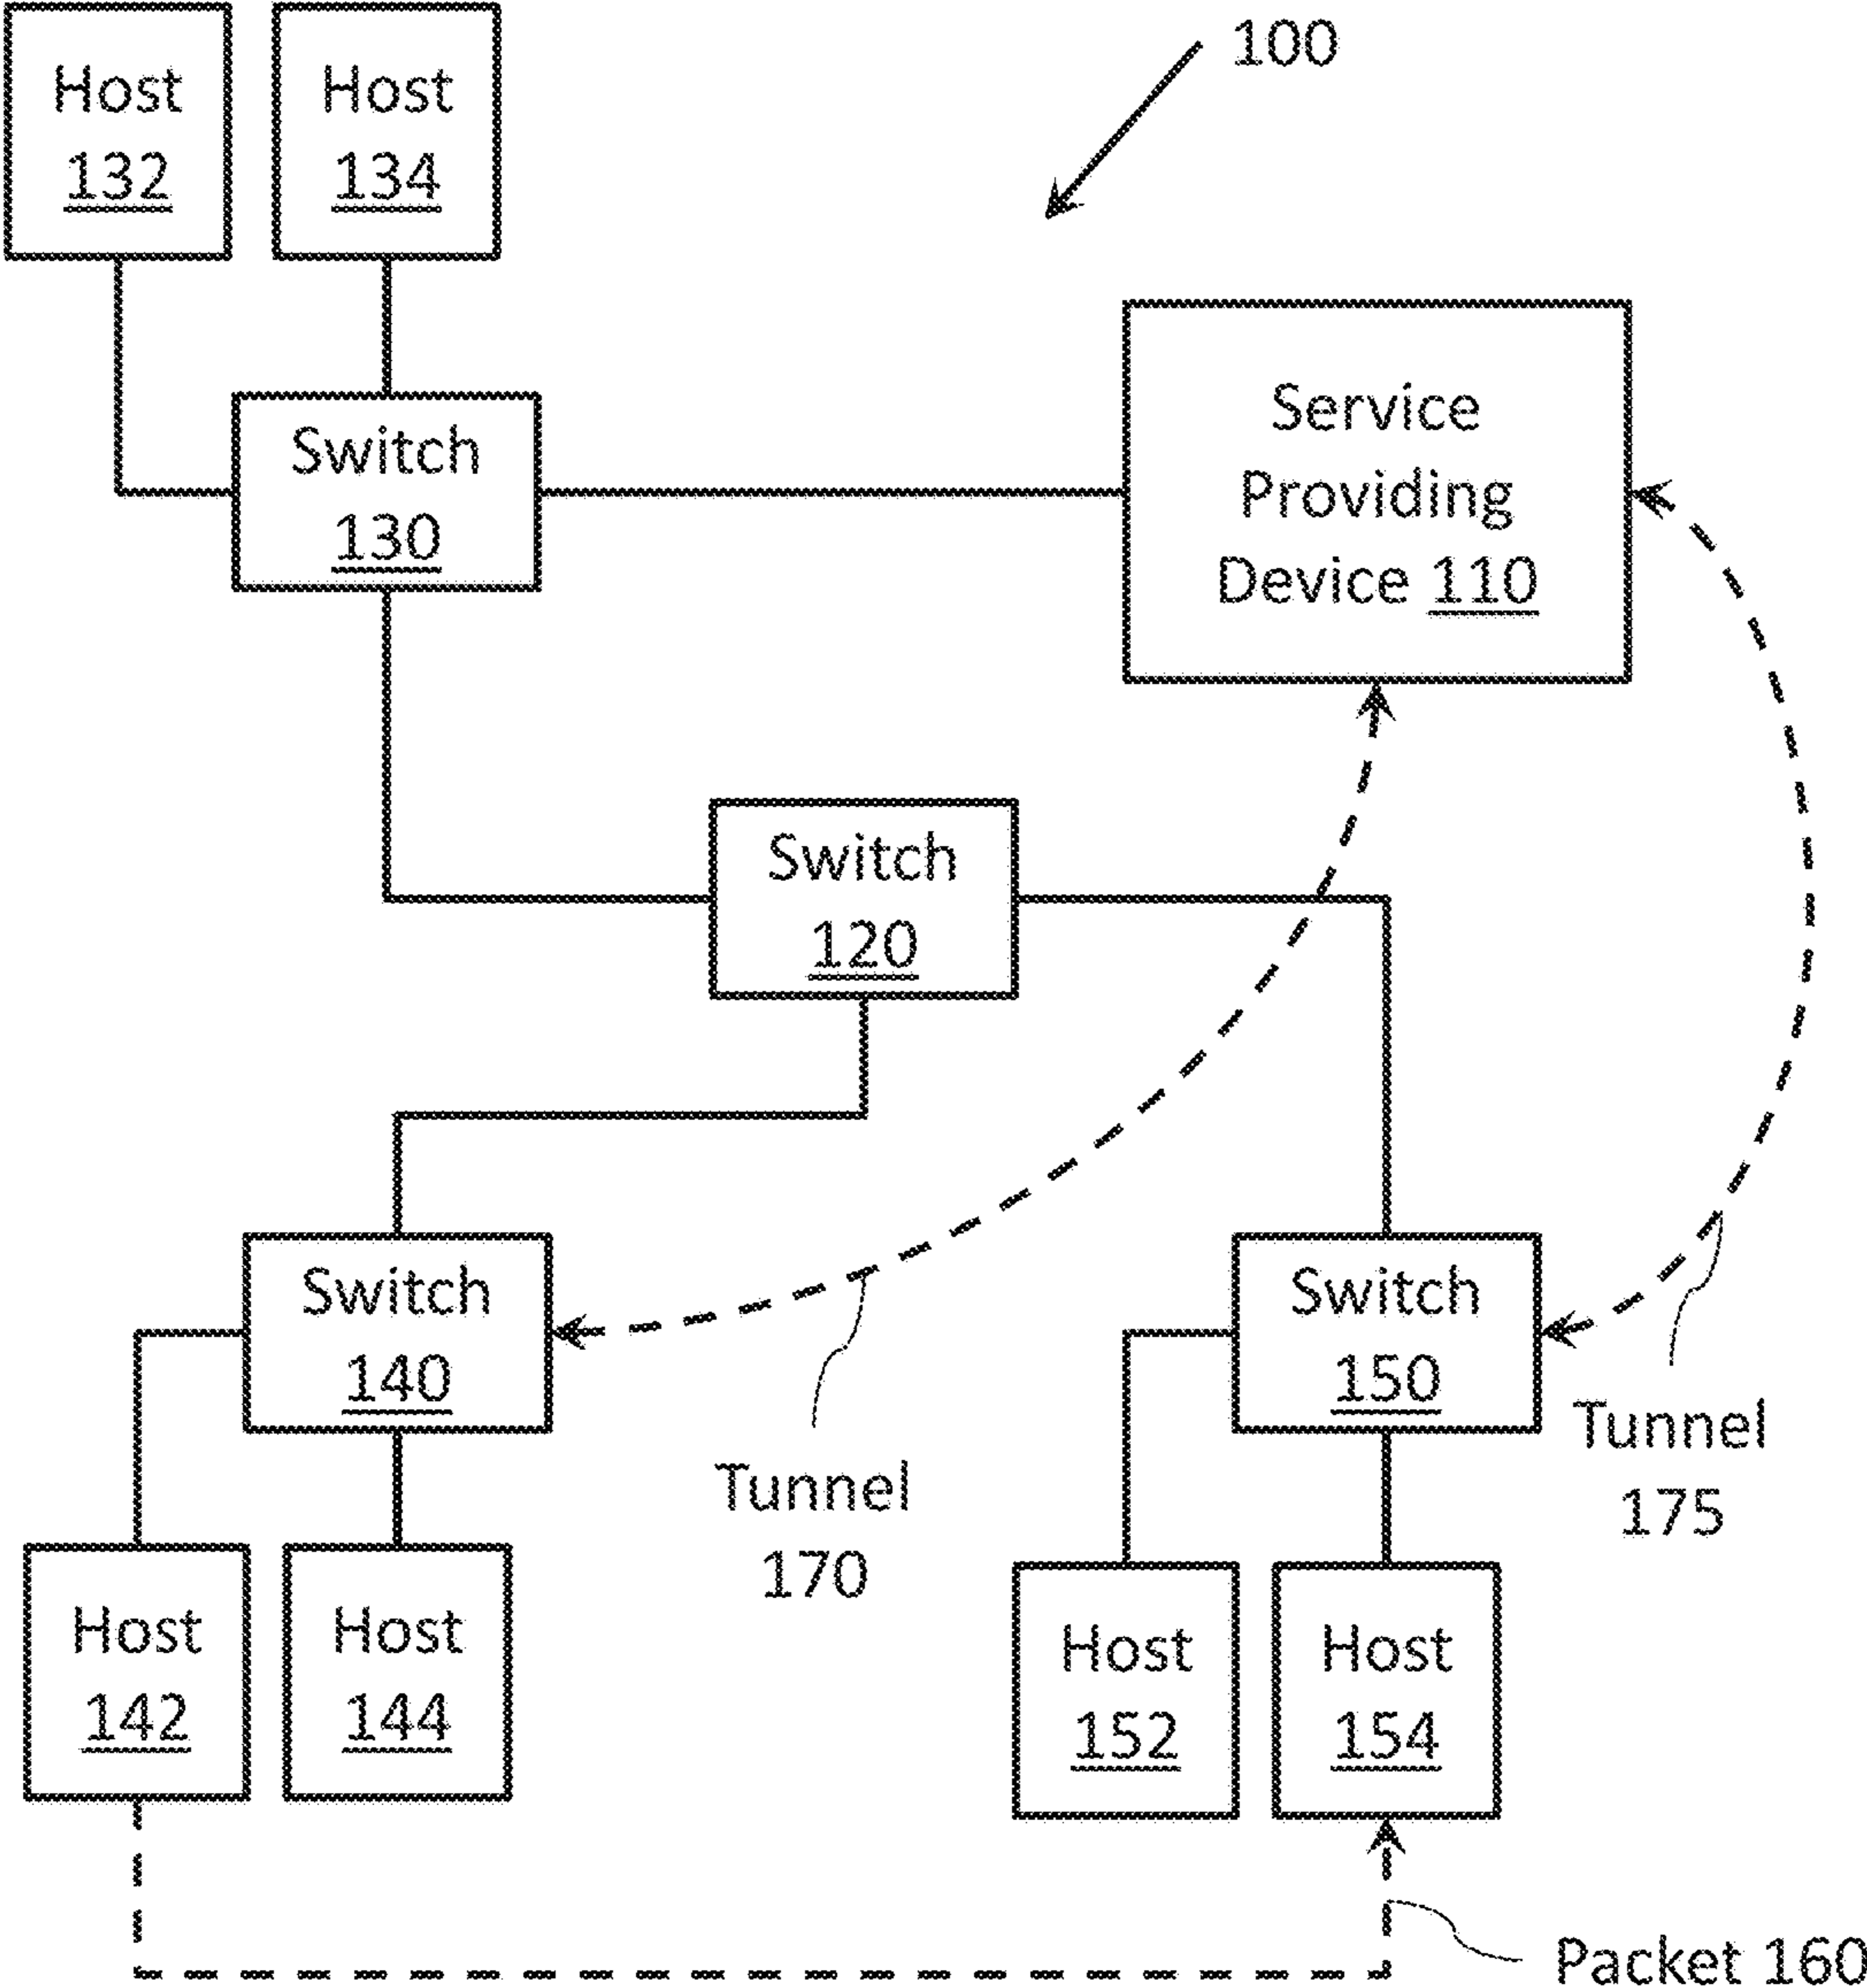 100
Host
132
Host
134
Service
Providing
Device 110
Switch
130
Switch
120
Switch
140
Switch
150
Tunnel
175
Tunnel
170
Host
142
Host
144
Host
152
Host
154
Packet 160